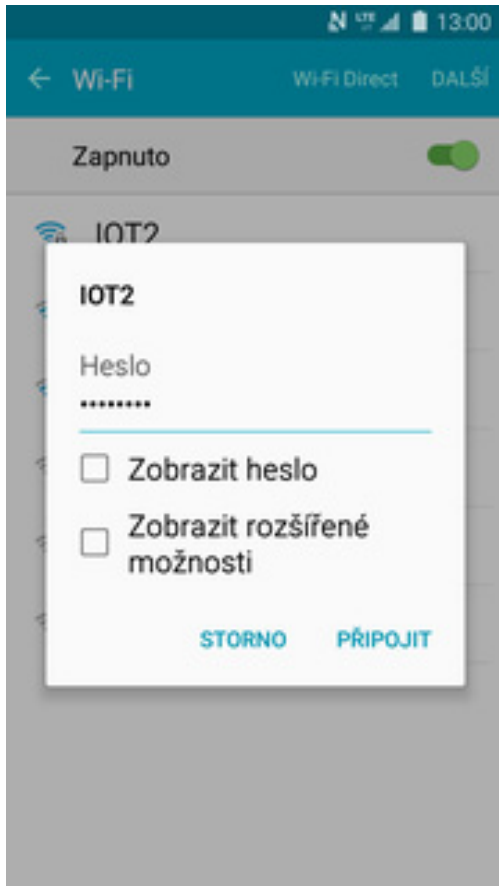 LTE 13:00
Wi-Fi Wi-Fi Direct DALŠÍ
Zapnuto
IOT2
IOT2
Heslo
••••••••
Zobrazit heslo
Zobrazit rozšířené
možnosti
STORNO PŘIPOJIT